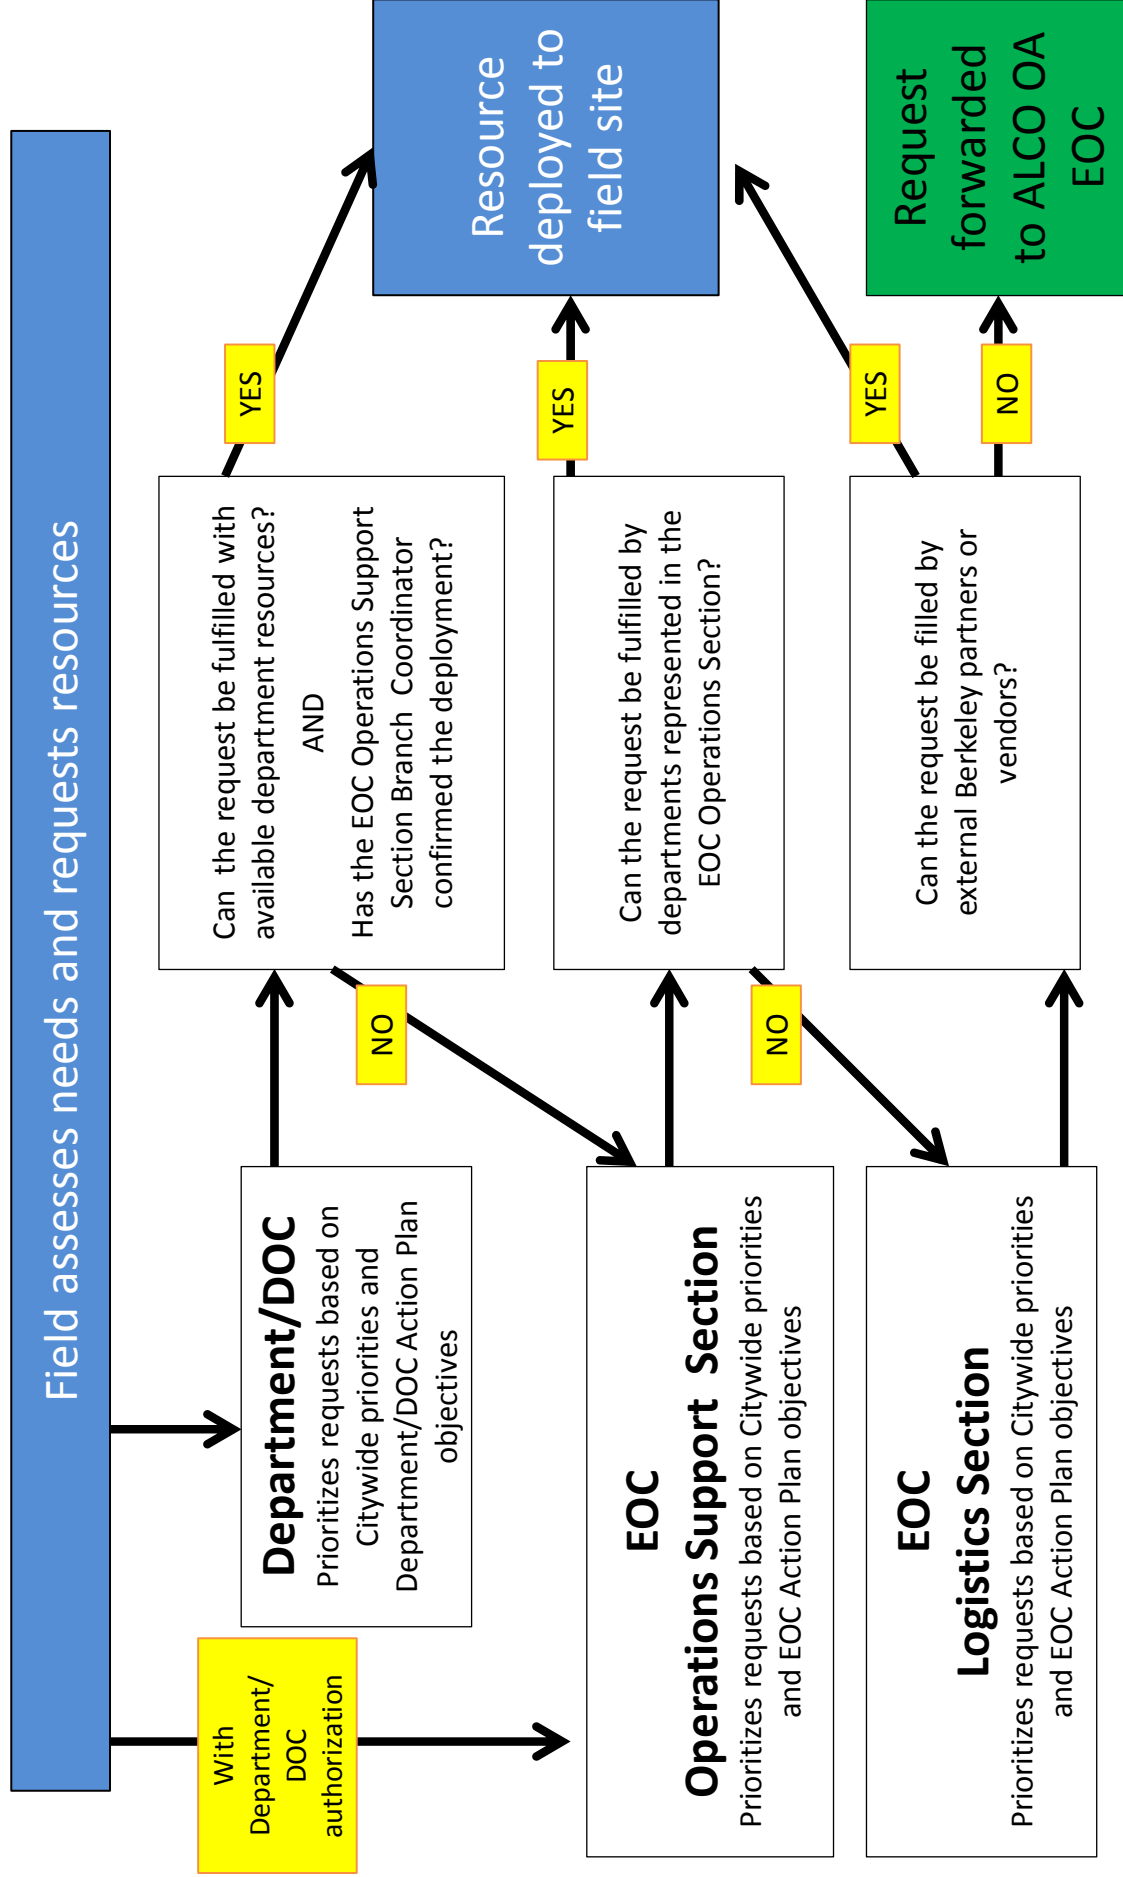 Field assesses needs and requests resources
With
Department/
DOC
authorization
Department/DOC
Prioritizes requests based on
Citywide priorities and
Department/DOC Action Plan
objectives
Can the request be fulfilled with
available department resources?
AND
Has the EOC Operations Support
Section Branch Coordinator
confirmed the deployment?
YES
NO
Resource
deployed to
field site
EOC
Operations Support Section
Prioritizes requests based on Citywide priorities
and EOC Action Plan objectives
Can the request be fulfilled by
departments represented in the
EOC Operations Section?
YES
NO
EOC
Logistics Section
Prioritizes requests based on Citywide priorities
and EOC Action Plan objectives
Can the request be filled by
external Berkeley partners or
vendors?
YES
NO
Request
forwarded
to ALCO OA
EOC